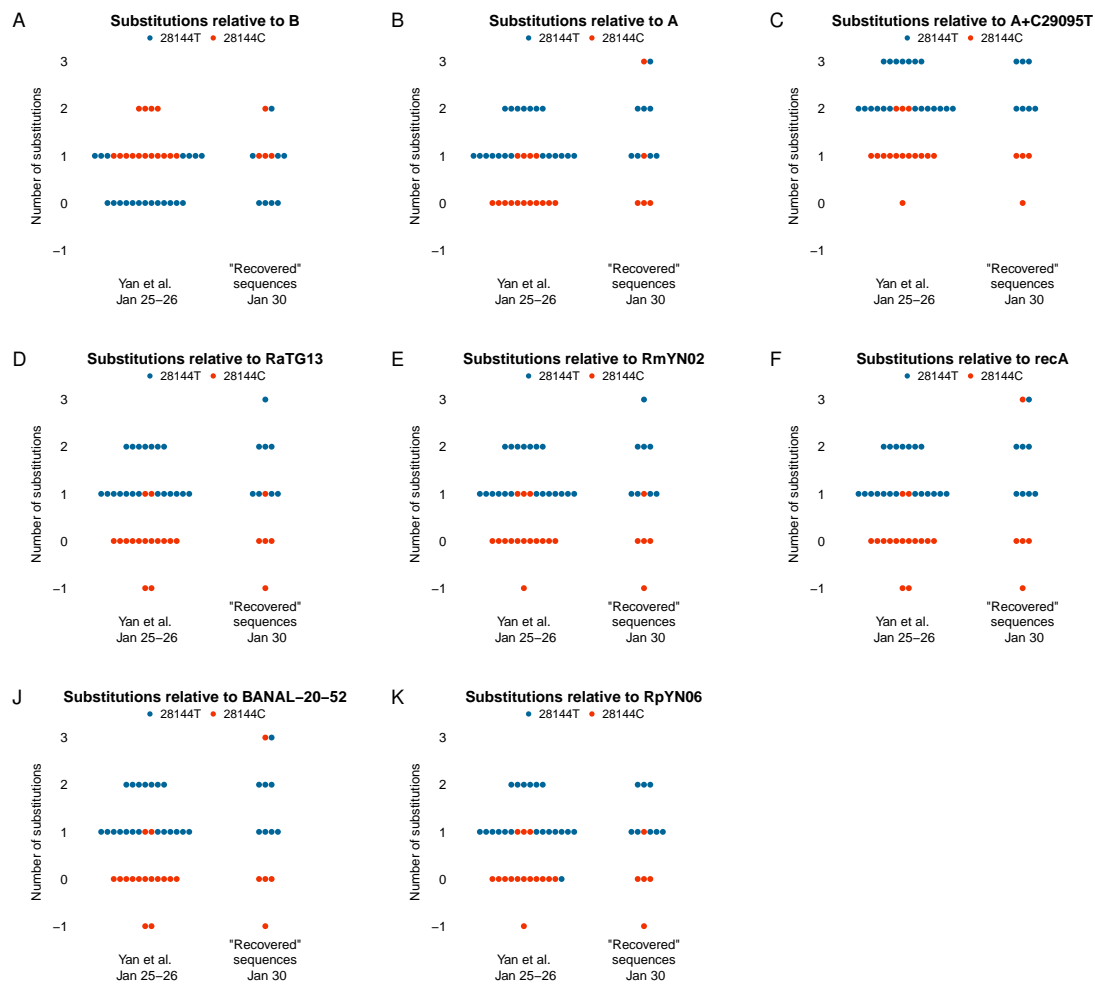 A
Substitutions relative to B
28144T 28144C
Number of substitutions
3
2
1
0
−1
Yan et al.
Jan 25−26
"Recovered"
sequences
Jan 30
B
Substitutions relative to A
28144T 28144C
Number of substitutions
3
2
1
0
−1
Yan et al.
Jan 25−26
"Recovered"
sequences
Jan 30
C
Substitutions relative to A+C29095T
28144T 28144C
Number of substitutions
3
2
1
0
−1
Yan et al.
Jan 25−26
"Recovered"
sequences
Jan 30
D
Substitutions relative to RaTG13
28144T 28144C
Number of substitutions
3
2
1
0
−1
Yan et al.
Jan 25−26
"Recovered"
sequences
Jan 30
E
Substitutions relative to RmYN02
28144T 28144C
Number of substitutions
3
2
1
0
−1
Yan et al.
Jan 25−26
"Recovered"
sequences
Jan 30
F
Substitutions relative to recA
28144T 28144C
Number of substitutions
3
2
1
0
−1
Yan et al.
Jan 25−26
"Recovered"
sequences
Jan 30
J
Substitutions relative to BANAL−20−52
28144T 28144C
Number of substitutions
3
2
1
0
−1
Yan et al.
Jan 25−26
"Recovered"
sequences
Jan 30
K
Substitutions relative to RpYN06
28144T 28144C
Number of substitutions
3
2
1
0
−1
Yan et al.
Jan 25−26
"Recovered"
sequences
Jan 30